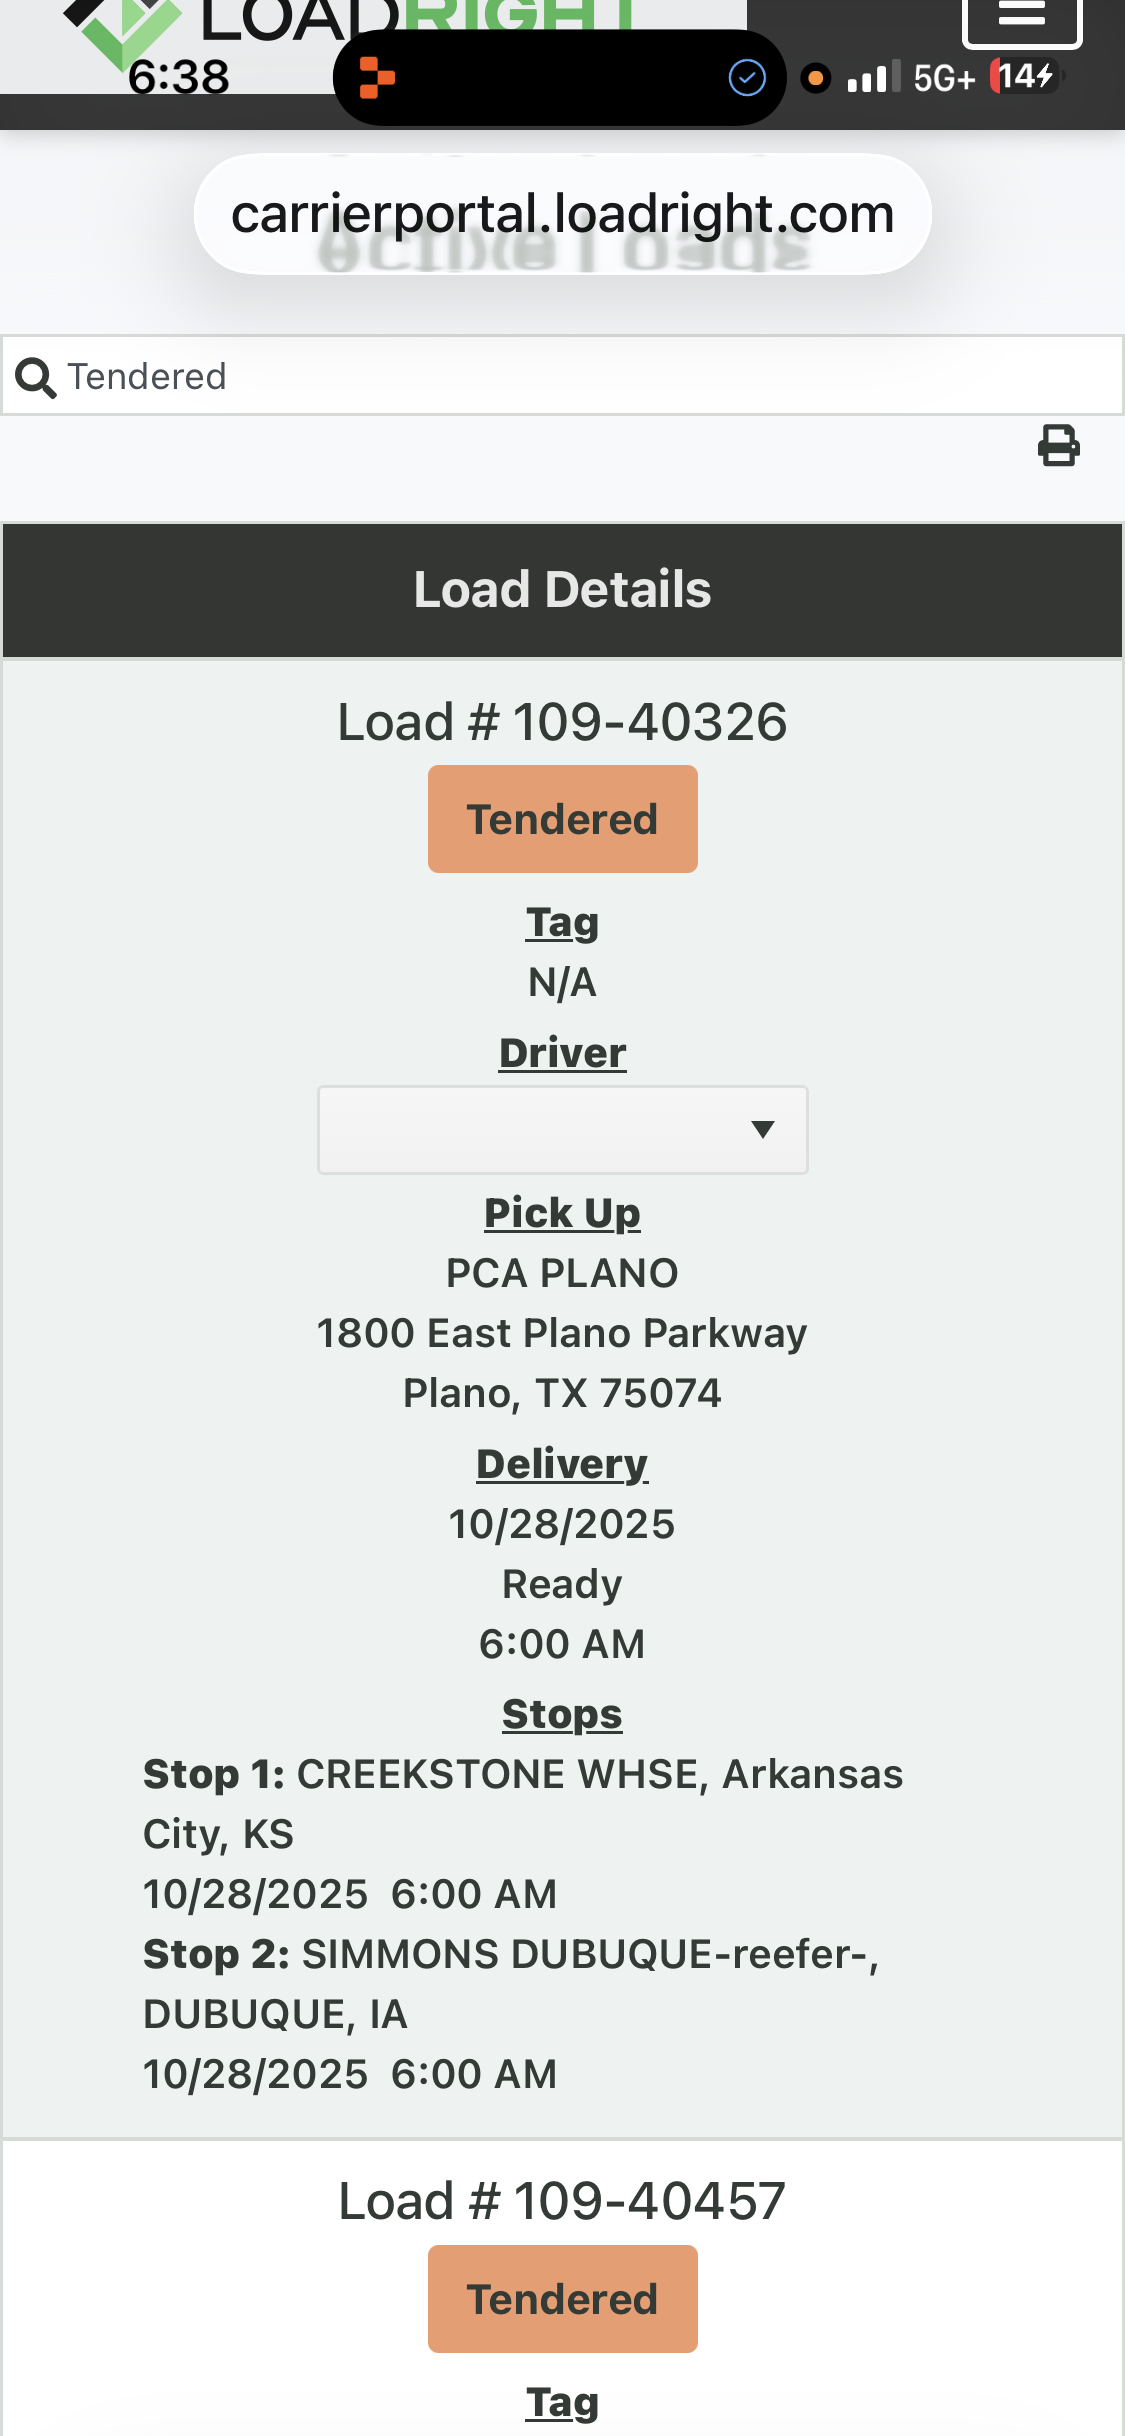 LOADRIGHT
6:38
5G+
14
carrierportal.loadright.com
Active Loads
Tendered
Load Details
Load # 109-40326
Tendered
Tag
N/A
Driver
Pick Up
PCA PLANO
1800 East Plano Parkway
Plano, TX 75074
Delivery
10/28/2025
Ready
6:00 AM
Stops
Stop 1: CREEKSTONE WHSE, Arkansas
City, KS
10/28/2025 6:00 AM
Stop 2: SIMMONS DUBUQUE-reefer-,
DUBUQUE, IA
10/28/2025 6:00 AM
Load # 109-40457
Tendered
Tag